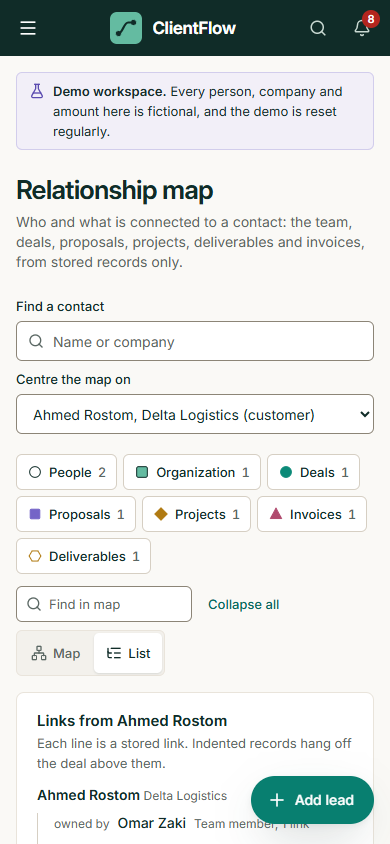 ClientFlow
8
Demo workspace. Every person, company and
amount here is fictional, and the demo is reset
regularly.
Relationship map
Who and what is connected to a contact: the team,
deals, proposals, projects, deliverables and invoices,
from stored records only.
Find a contact
Name or company
Centre the map on
Ahmed Rostom, Delta Logistics (customer)
People 2
Organization 1
Deals 1
Proposals 1
Projects 1
Invoices 1
Deliverables 1
Find in map
Collapse all
Map
List
Links from Ahmed Rostom
Each line is a stored link. Indented records hang off
the deal above them.
Ahmed Rostom Delta Logistics
Add lead
owned by Omar Zaki Team member, 1 link